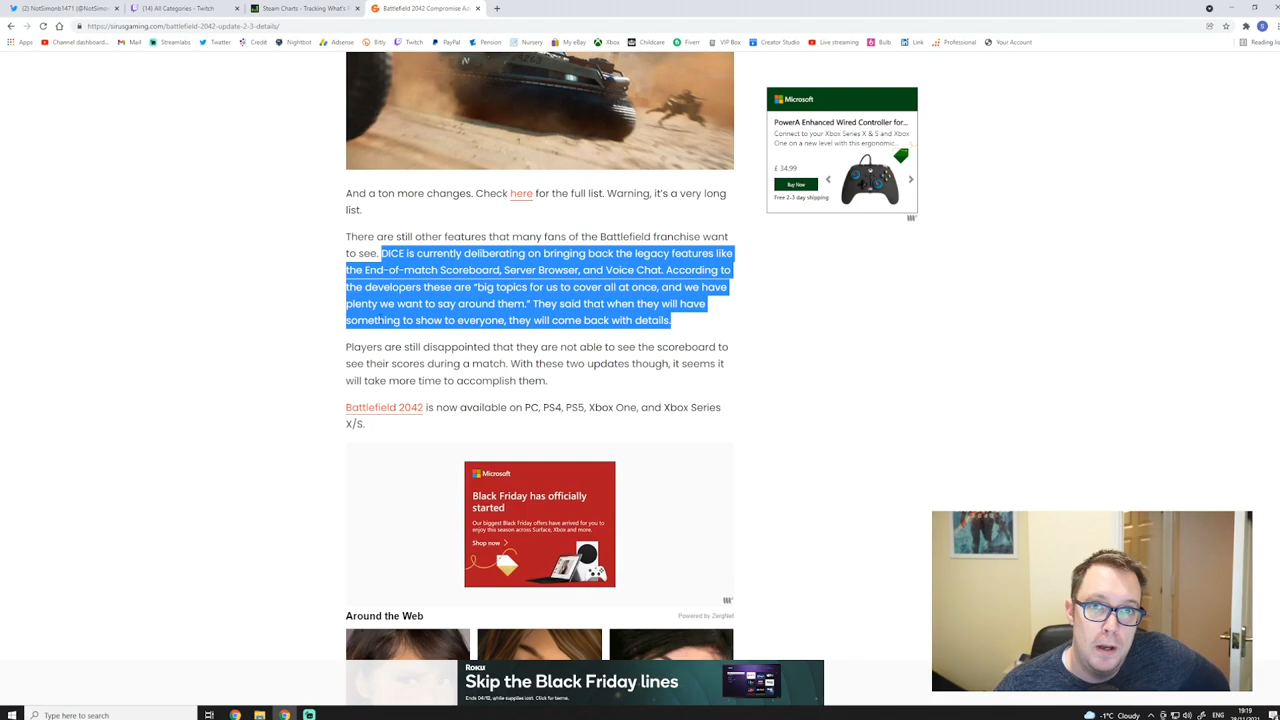 (2) NotSimonb1471 (@NotSimon
(14) All Categories - Twitch
Steam Charts - Tracking What's P
Battlefield 2042 Compromise Ad
https://sirusgaming.com/battlefield-2042-update-2-3-details/
Apps
Channel dashboard...
Mail
Streamlabs
Twatter
Credit
Nightbot
Adsense
Bitly
Twitch
PayPal
Pension
Nursery
My eBay
Xbox
Childcare
Fiverr
VIP Box
Creator Studio
Live streaming
Bulb
Link
Professional
Your Account
Reading lis
Microsoft
PowerA Enhanced Wired Controller for...
Connect to your Xbox Series X & S and Xbox
One on a new level with this ergonomic...
£ 34.99
Buy Now
Free 2-3 day shipping
And a ton more changes. Check here for the full list. Warning, it's a very long
list.
There are still other features that many fans of the Battlefield franchise want
to see. DICE is currently deliberating on bringing back the legacy features like
the End-of-match Scoreboard, Server Browser, and Voice Chat. According to
the developers these are “big topics for us to cover all at once, and we have
plenty we want to say around them.” They said that when they will have
something to show to everyone, they will come back with details.
Players are still disappointed that they are not able to see the scoreboard to
see their scores during a match. With these two updates though, it seems it
will take more time to accomplish them.
Battlefield 2042 is now available on PC, PS4, PS5, Xbox One, and Xbox Series
X/S.
Microsoft
Black Friday has officially
started
Our biggest Black Friday offers have arrived for you to
enjoy this season across Surface, Xbox and more.
Shop now
Around the Web
Powered by ZergNet
Roku
Skip the Black Friday lines
Ends 04/12, while supplies last. Click for terms.
Type here to search
-1°C Cloudy
ENG
19:19
28/11/2021